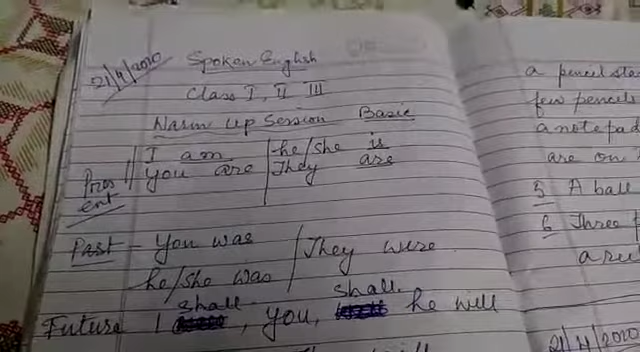 21/4/2020
Spoken English
Class I, II III
Warm Up Session Basic
Present I am he/she is
you are They are
Past - You was They were
he/she was
shall shall
Future I , you, he will
will
a pencil
few pencils
a notepad
are on
5 A ball
6 Three
21/4/2020